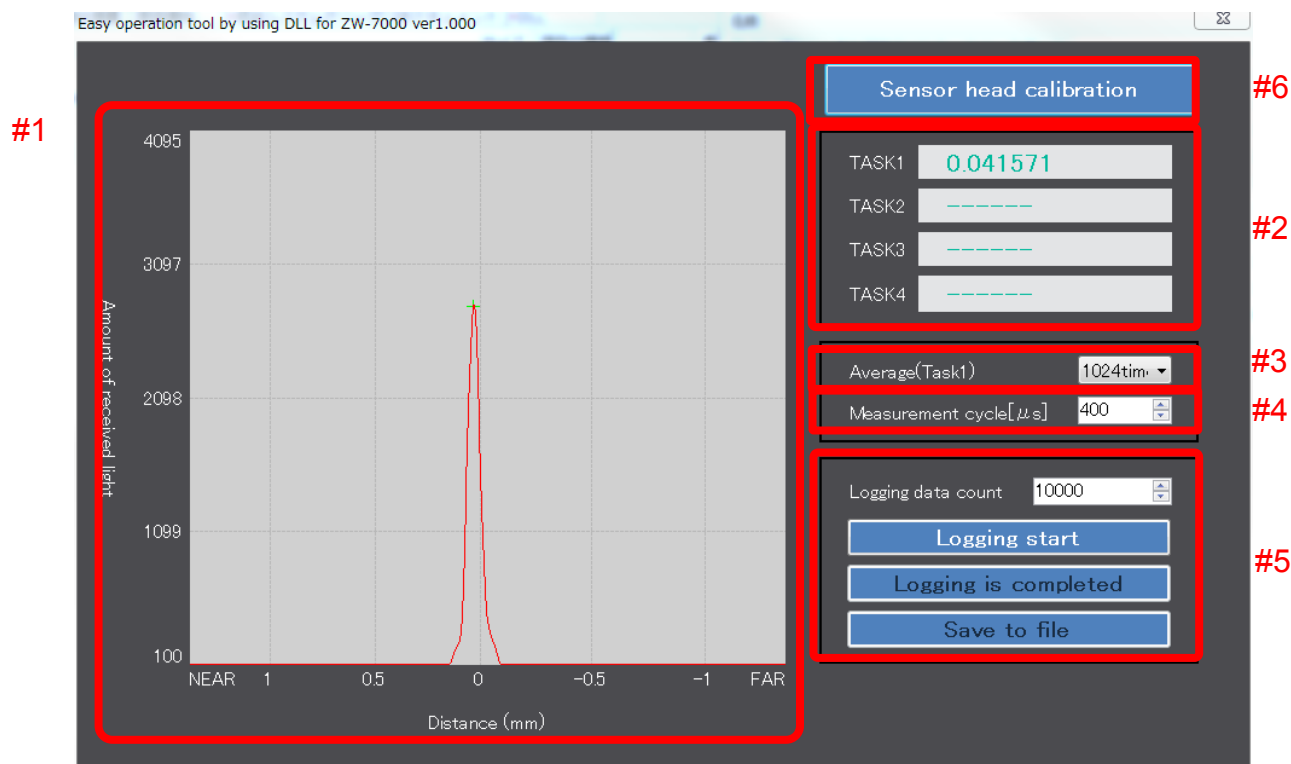 Easy operation tool by using DLL for ZW-7000 ver1.000
#1
4095
3097
2098
1099
100
Amount of received light
NEAR 1 0.5 0 -0.5 -1 FAR
Distance (mm)
Sensor head calibration
#6
TASK1 0.041571
TASK2 ------
TASK3 ------
TASK4 ------
#2
Average(Task1) 1024tim
#3
Measurement cycle[μs] 400
#4
Logging data count 10000
Logging start
Logging is completed
Save to file
#5